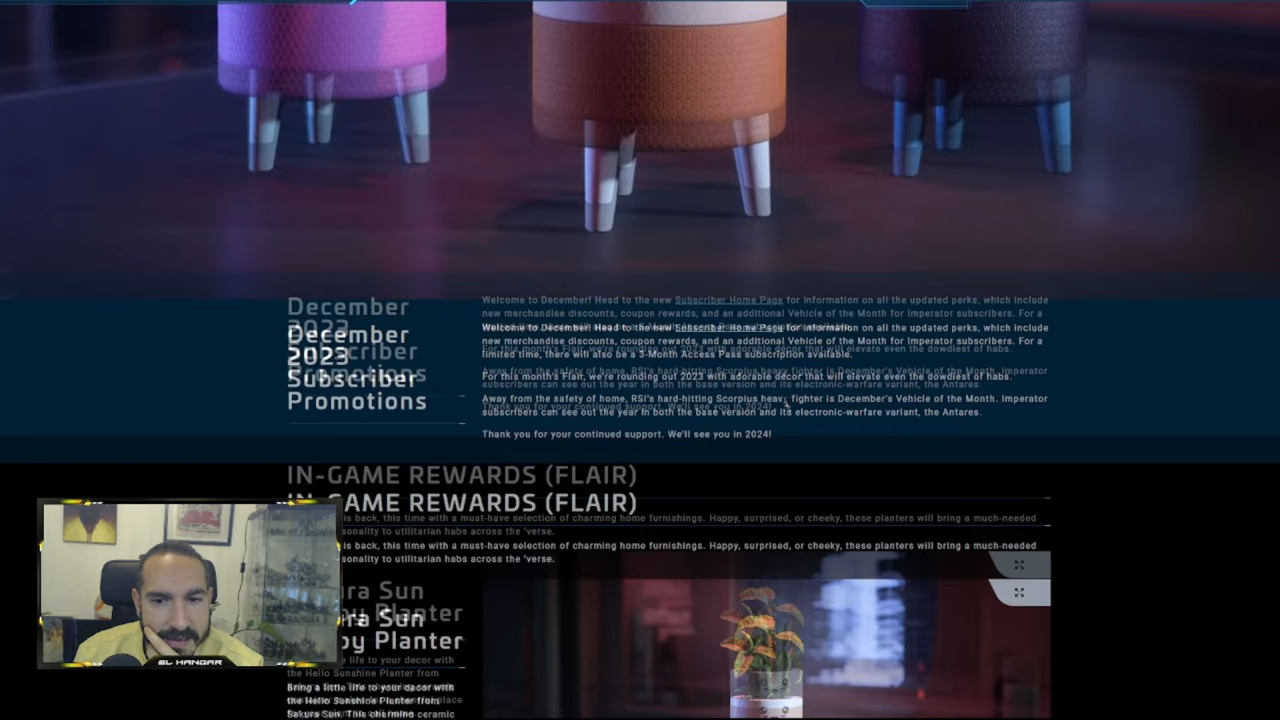 December
2023
Subscriber
Promotions
Welcome to December! Head to the new Subscriber Home Page for information on all the updated perks, which include
new merchandise discounts, coupon rewards, and an additional Vehicle of the Month for Imperator subscribers. For a
limited time, there will also be a 3-Month Access Pass subscription available.
For this month's Flair, we're rounding out 2023 with adorable decor that will elevate even the dowdiest of habs.
Away from the safety of home, RSI's hard-hitting Scorpius heavy fighter is December's Vehicle of the Month. Imperator
subscribers can see out the year in both the base version and its electronic-warfare variant, the Antares.
Thank you for your continued support. We'll see you in 2024!
IN-GAME REWARDS (FLAIR)
is back, this time with a must-have selection of charming home furnishings. Happy, surprised, or cheeky, these planters will bring a much-needed
sonality to utilitarian habs across the 'verse.
ra Sun
by Planter
Bring a little life to your decor with
the Hello Sunshine Planter from
Sakura Sun. This charming ceramic
EL HANGAR